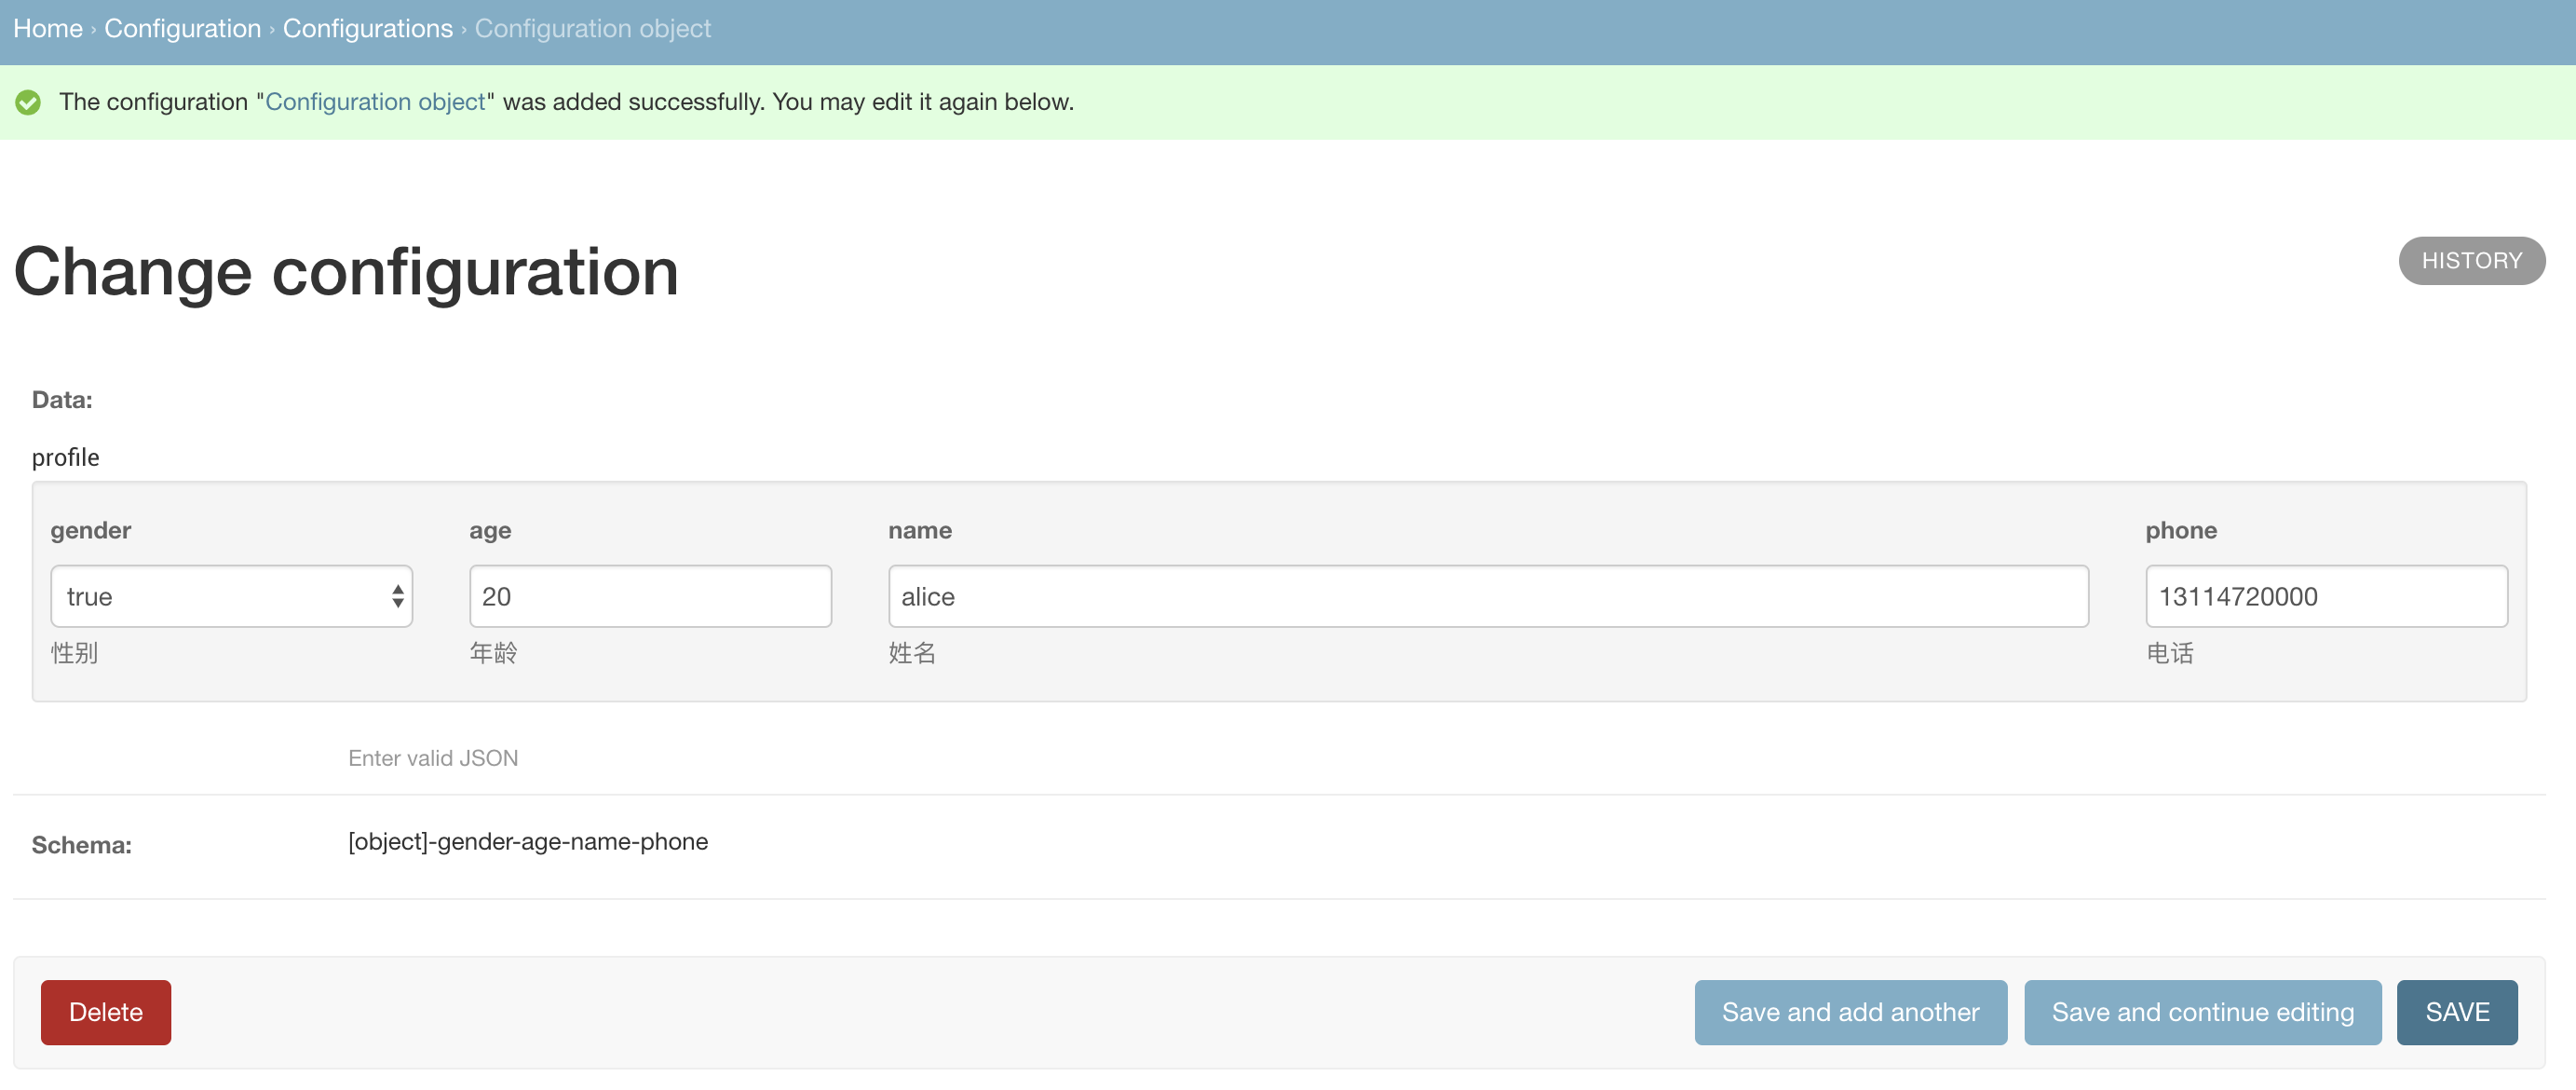 Home › Configuration › Configurations › Configuration object
The configuration "Configuration object" was added successfully. You may edit it again below.
Change configuration
HISTORY
Data:
profile
gender age name phone
true 20 alice 13114720000
性别 年龄 姓名 电话
Enter valid JSON
Schema: [object]-gender-age-name-phone
Delete Save and add another Save and continue editing SAVE